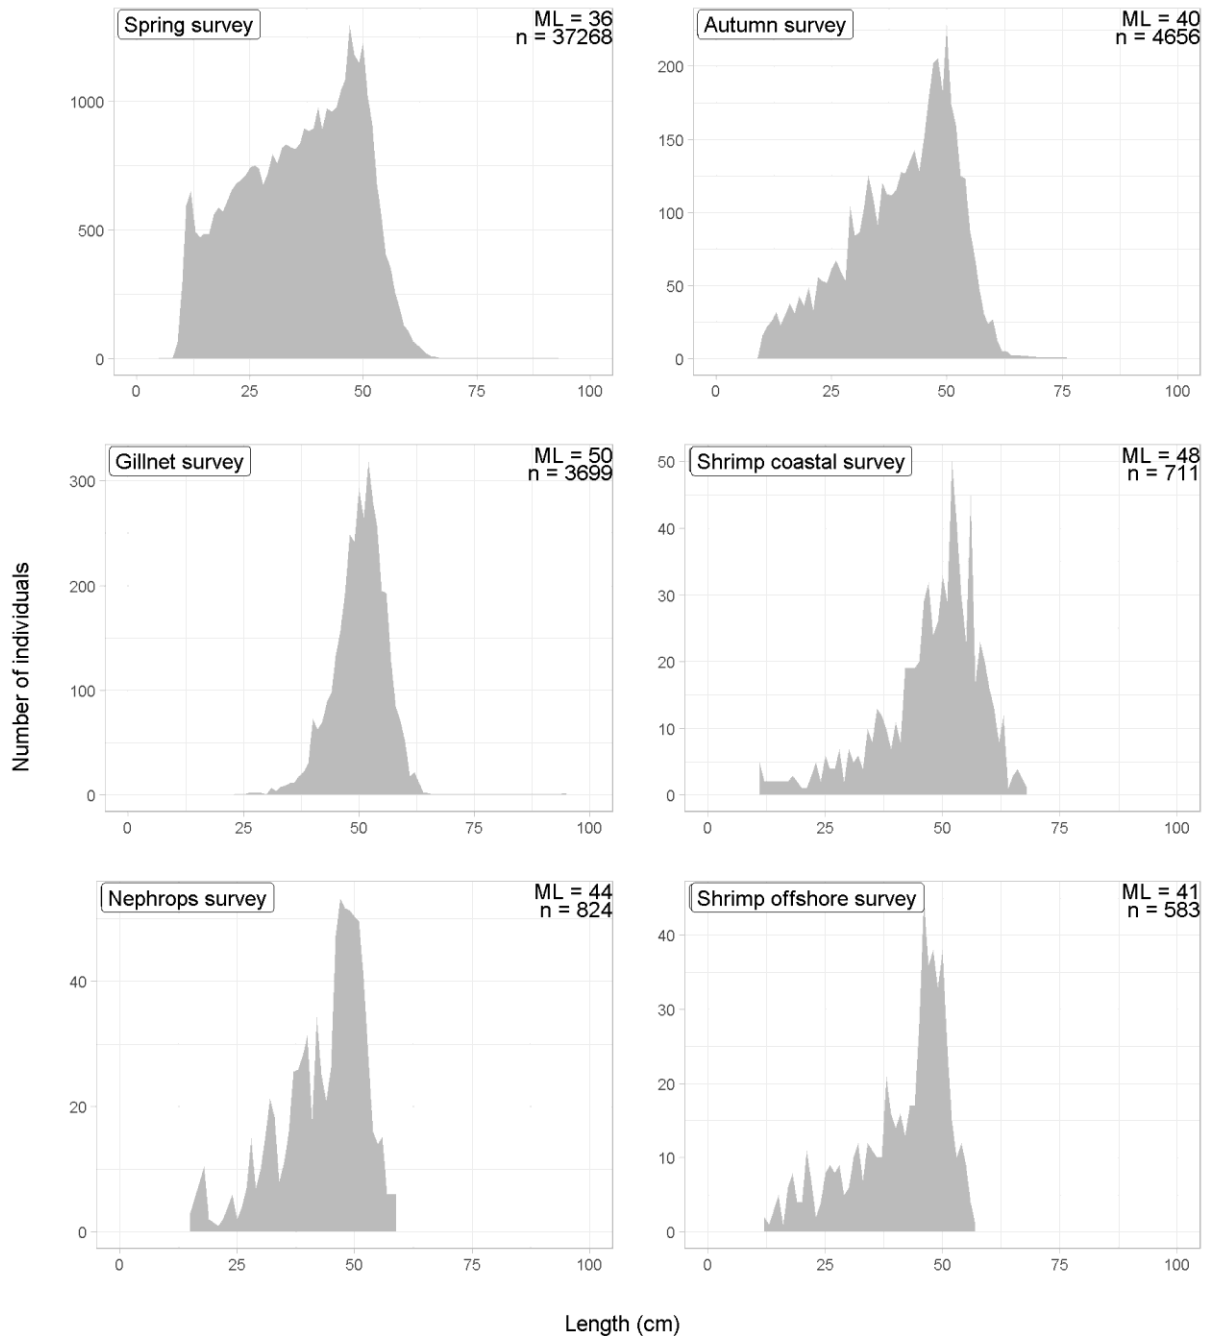 Spring survey
ML = 36
n = 37268
1000
500
0
0 25 50 75 100
Autumn survey
ML = 40
n = 4656
200
150
100
50
0
0 25 50 75 100
Gillnet survey
ML = 50
n = 3699
300
200
100
0
0 25 50 75 100
Shrimp coastal survey
ML = 48
n = 711
50
40
30
20
10
0
0 25 50 75 100
Nephrops survey
ML = 44
n = 824
40
20
0
0 25 50 75 100
Shrimp offshore survey
ML = 41
n = 583
40
30
20
10
0
0 25 50 75 100
Number of individuals
Length (cm)